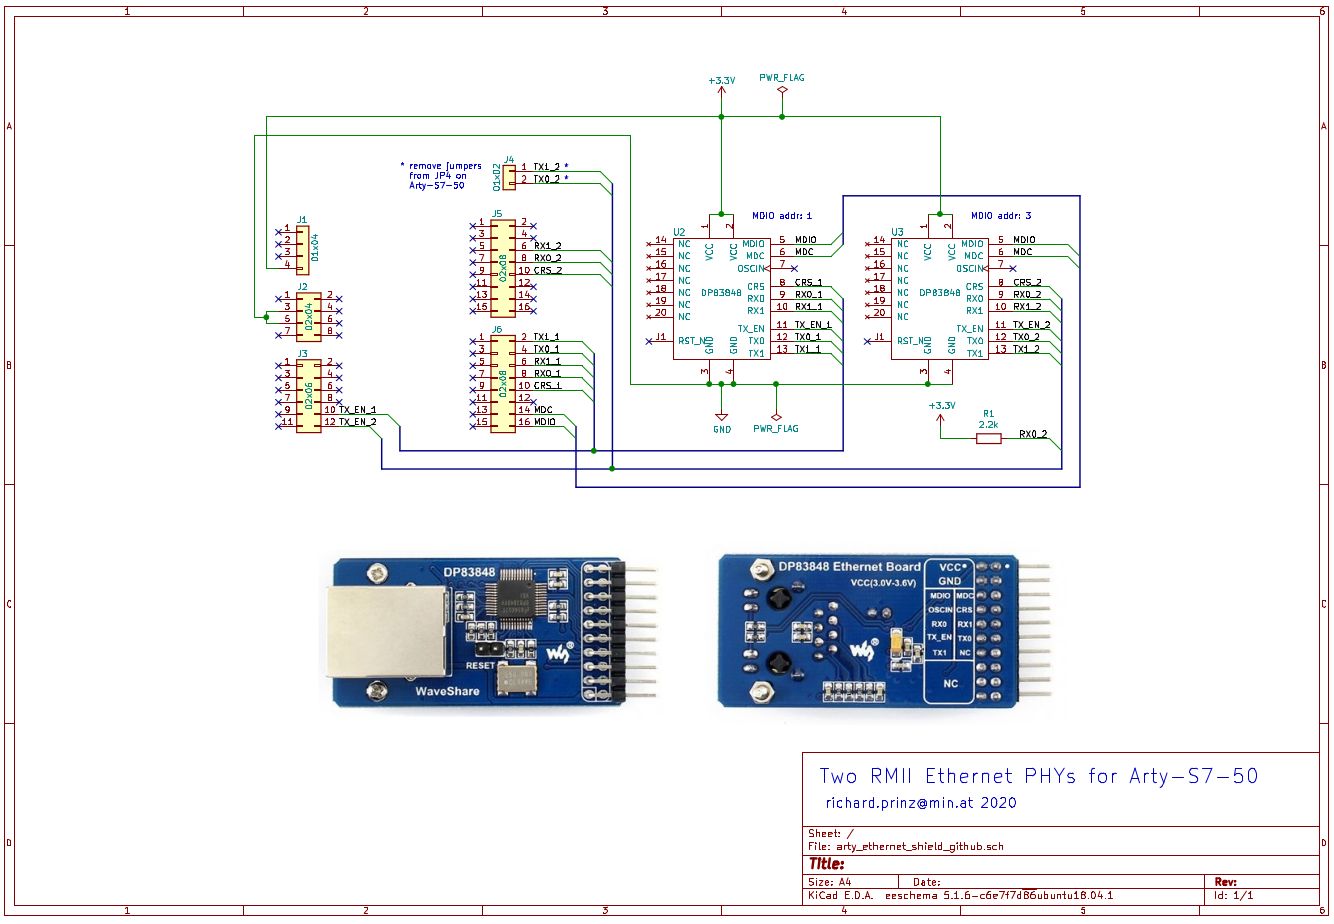 1 2 3 4 5 6
A A
B B
C C
D D
1 2 3 4 5 6
+3.3V
PWR_FLAG
* remove jumpers
from JP4 on
Arty-S7-50
J4
01x02
1 TX1_2 *
2 TX0_2 *
J1
01x04
1
2
3
4
J2
02x04
1 2
3 4
5 6
7 8
J3
02x06
1 2
3 4
5 6
7 8
9 10 TX_EN_1
11 12 TX_EN_2
J5
02x08
1 2
3 4
5 6 RX1_2
7 8 RX0_2
9 10 CRS_2
11 12
13 14
15 16
J6
02x08
1 2 TX1_1
3 4 TX0_1
5 6 RX1_1
7 8 RX0_1
9 10 CRS_1
11 12
13 14 MDC
15 16 MDIO
MDIO addr: 1
U2
1 2
VCC VCC
14 NC MDIO 5 MDIO
15 NC MDC 6 MDC
16 NC OSCIN 7
17 NC
18 NC CRS 8 CRS_1
19 NC RX0 9 RX0_1
20 NC RX1 10 RX1_1
DP83848
TX_EN 11 TX_EN_1
J1 RST_N TX0 12 TX0_1
TX1 13 TX1_1
GND GND
3 4
GND
PWR_FLAG
MDIO addr: 3
U3
1 2
VCC VCC
14 NC MDIO 5 MDIO
15 NC MDC 6 MDC
16 NC OSCIN 7
17 NC
18 NC CRS 8 CRS_2
19 NC RX0 9 RX0_2
20 NC RX1 10 RX1_2
DP83848
TX_EN 11 TX_EN_2
J1 RST_N TX0 12 TX0_2
TX1 13 TX1_2
GND GND
3 4
+3.3V
R1
2.2k
RX0_2
DP83848
RESET
WaveShare
DP83848 Ethernet Board
VCC(3.0V-3.6V)
VCC
GND
MDIO MDC
OSCIN CRS
RX0 RX1
TX_EN TX0
TX1 NC
NC
Two RMII Ethernet PHYs for Arty-S7-50
richard.prinz@min.at 2020
Sheet: /
File: arty_ethernet_shield_github.sch
Title:
Size: A4 Date: Rev:
KiCad E.D.A. eeschema 5.1.6-c6e7f7d86ubuntu18.04.1 Id: 1/1